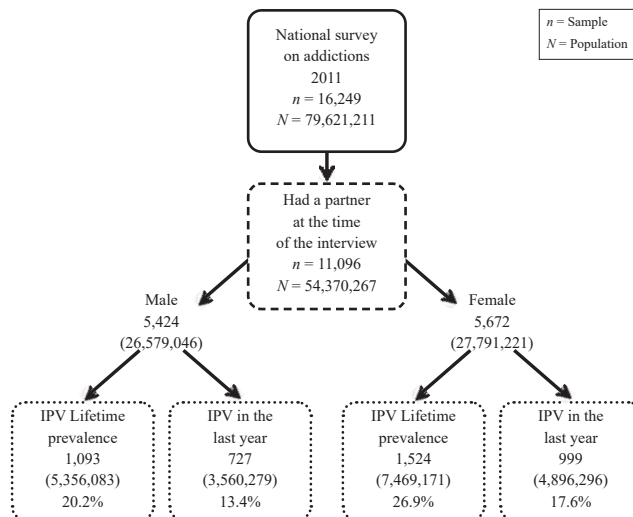 National survey
on addictions
2011
n = 16,249
N = 79,621,211
n = Sample
N = Population
Had a partner
at the time
of the interview
n = 11,096
N = 54,370,267
Male
5,424
(26,579,046)
Female
5,672
(27,791,221)
IPV Lifetime
prevalence
1,093
(5,356,083)
20.2%
IPV in the
last year
727
(3,560,279)
13.4%
IPV Lifetime
prevalence
1,524
(7,469,171)
26.9%
IPV in the
last year
999
(4,896,296)
17.6%